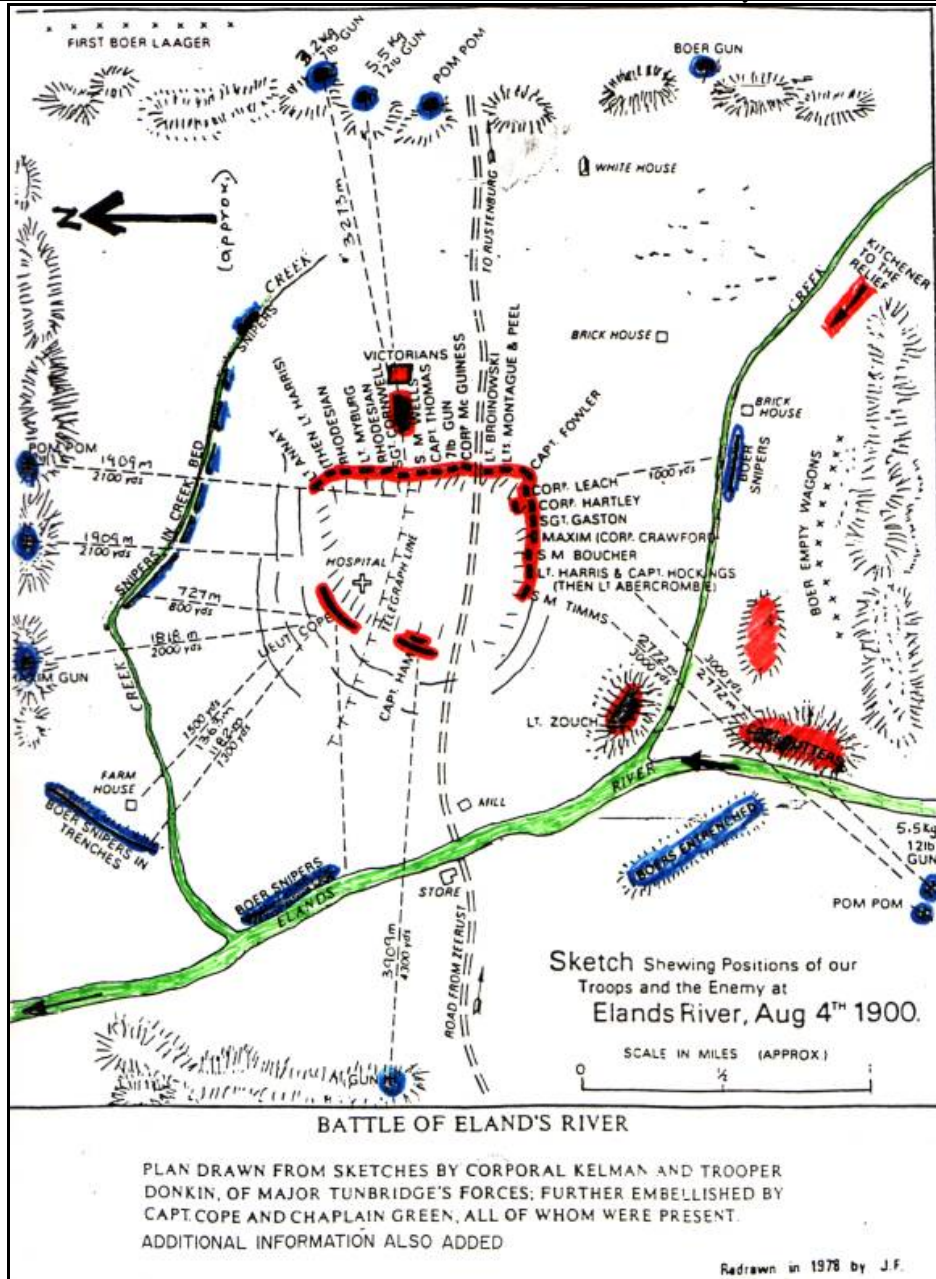 FIRST BOER LAAGER
3.2 kg
7lb GUN
5.5 Kg
12lb GUN
POM POM
BOER GUN
WHITE HOUSE
TO RUSTENBURG
N
(approx)
3273m
CREEK
SNIPERS
KITCHENER
TO THE
RELIEF
CREEK
BRICK HOUSE
BRICK
HOUSE
BOER
SNIPERS
BOER EMPTY WAGONS
VICTORIANS
ANNAT
(THEN LT HARRIS)
RHODESIAN
LT. MYBURG
RHODESIAN
SGT. CORNWELL
S. M WELLS
CAPT. THOMAS
7lb GUN
CORP Mc GUINESS
LT. BROINOWSKI
LTS. MONTAGUE & PEEL
CAPT. FOWLER
CORP. LEACH
1000 yds
CORP. HARTLEY
SGT. GASTON
MAXIM (CORP. CRAWFORD
S M BOUCHER
LT. HARRIS & CAPT. HOCKINGS
(THEN LT ABERCROMBIE)
S M TIMMS
POM POM
1909m
2100 yds
1909m
2100 yds
SNIPERS IN CREEK BED
727m
800 yds
1818 m
2000 yds
GUN
HOSPITAL
TELEGRAPH LINE
LIEUT COPE
CAPT. HAM
CREEK
1500 yds
1363m
1182m
1300 yds
2772m
3000 yds
3000 yds
2772m
LT. ZOUCH
FARM
HOUSE
BOER SNIPERS IN
TRENCHES
BOER SNIPERS
ELANDS
RIVER
MILL
STORE
BOERS ENTRENCHED
5.5Kg
12lb
GUN
POM POM
3909m
4300 yds
ROAD FROM ZEERUST
GUN
Sketch Shewing Positions of our
Troops and the Enemy at
Elands River, Aug 4TH 1900.
SCALE IN MILES (APPROX)
0 ½ 1
BATTLE OF ELAND'S RIVER
PLAN DRAWN FROM SKETCHES BY CORPORAL KELMAN AND TROOPER
DONKIN, OF MAJOR TUNBRIDGE'S FORCES; FURTHER EMBELLISHED BY
CAPT. COPE AND CHAPLAIN GREEN, ALL OF WHOM WERE PRESENT.
ADDITIONAL INFORMATION ALSO ADDED
Redrawn in 1978 by J.F.